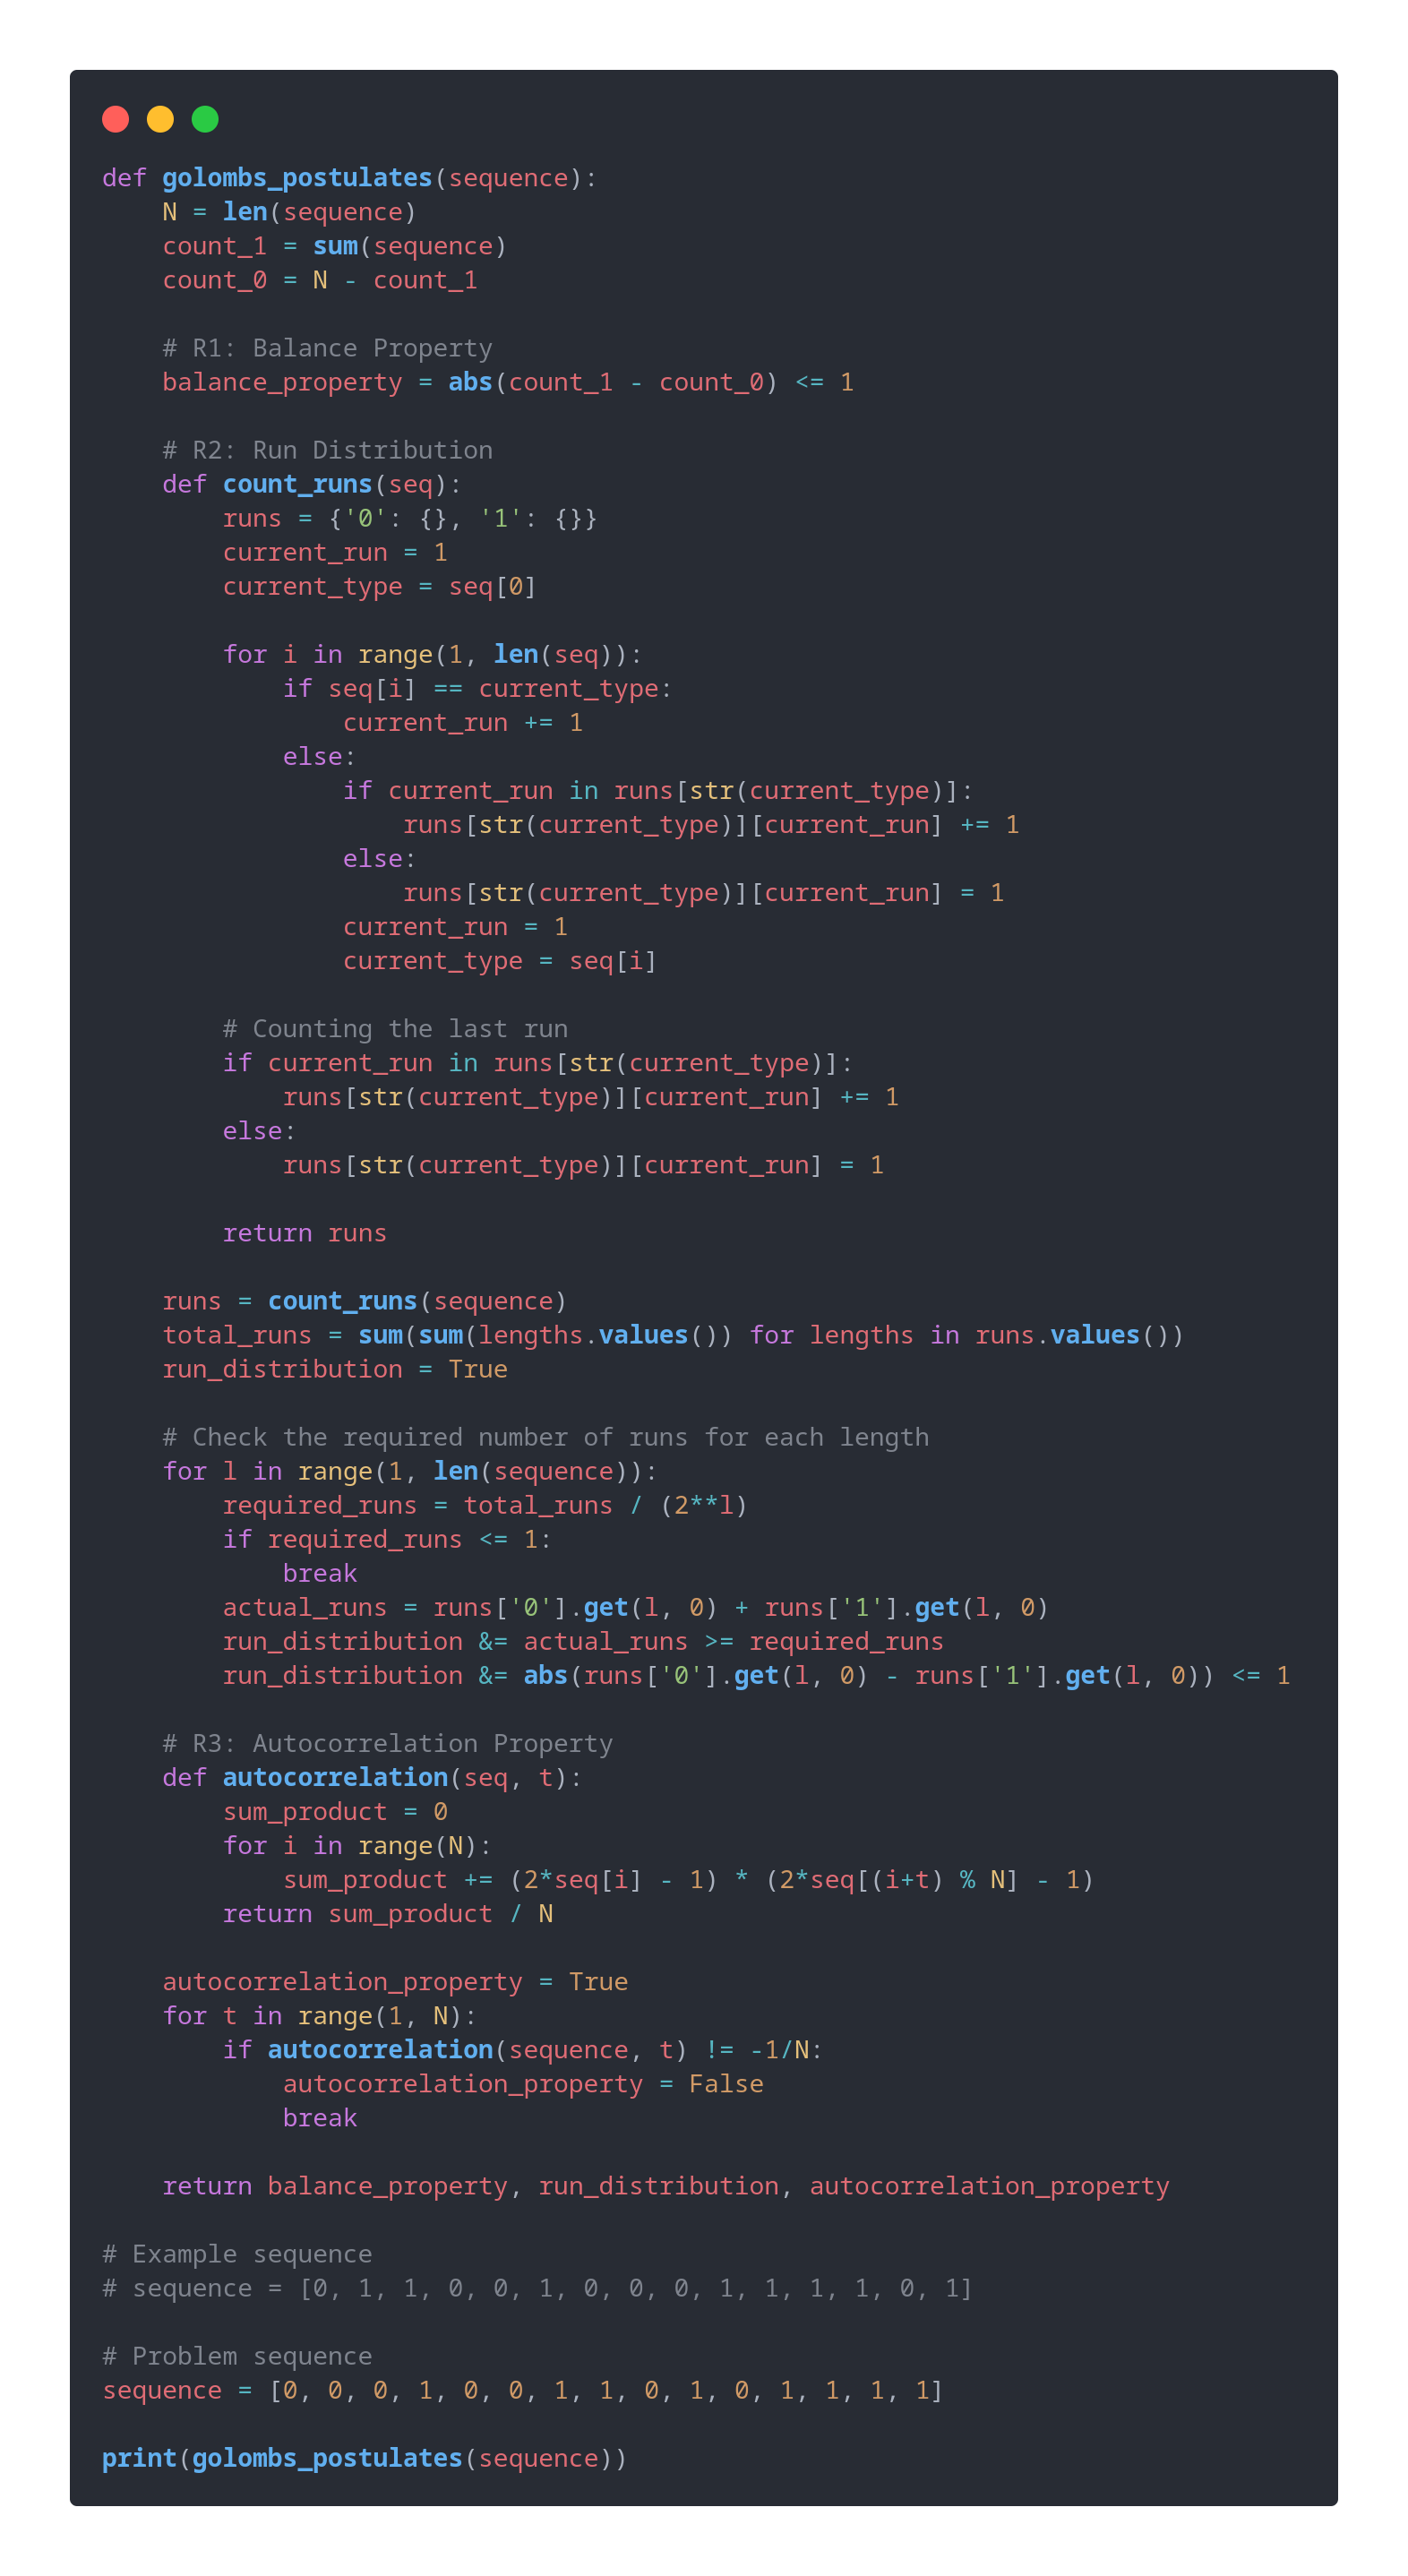 def golombs_postulates(sequence):
    N = len(sequence)
    count_1 = sum(sequence)
    count_0 = N - count_1

    # R1: Balance Property
    balance_property = abs(count_1 - count_0) <= 1

    # R2: Run Distribution
    def count_runs(seq):
        runs = {'0': {}, '1': {}}
        current_run = 1
        current_type = seq[0]

        for i in range(1, len(seq)):
            if seq[i] == current_type:
                current_run += 1
            else:
                if current_run in runs[str(current_type)]:
                    runs[str(current_type)][current_run] += 1
                else:
                    runs[str(current_type)][current_run] = 1
                current_run = 1
                current_type = seq[i]

        # Counting the last run
        if current_run in runs[str(current_type)]:
            runs[str(current_type)][current_run] += 1
        else:
            runs[str(current_type)][current_run] = 1

        return runs

    runs = count_runs(sequence)
    total_runs = sum(sum(lengths.values()) for lengths in runs.values())
    run_distribution = True

    # Check the required number of runs for each length
    for l in range(1, len(sequence)):
        required_runs = total_runs / (2**l)
        if required_runs <= 1:
            break
        actual_runs = runs['0'].get(l, 0) + runs['1'].get(l, 0)
        run_distribution &= actual_runs >= required_runs
        run_distribution &= abs(runs['0'].get(l, 0) - runs['1'].get(l, 0)) <= 1

    # R3: Autocorrelation Property
    def autocorrelation(seq, t):
        sum_product = 0
        for i in range(N):
            sum_product += (2*seq[i] - 1) * (2*seq[(i+t) % N] - 1)
        return sum_product / N

    autocorrelation_property = True
    for t in range(1, N):
        if autocorrelation(sequence, t) != -1/N:
            autocorrelation_property = False
            break

    return balance_property, run_distribution, autocorrelation_property

# Example sequence
# sequence = [0, 1, 1, 0, 0, 1, 0, 0, 0, 1, 1, 1, 1, 0, 1]

# Problem sequence
sequence = [0, 0, 0, 1, 0, 0, 1, 1, 0, 1, 0, 1, 1, 1, 1]

print(golombs_postulates(sequence))